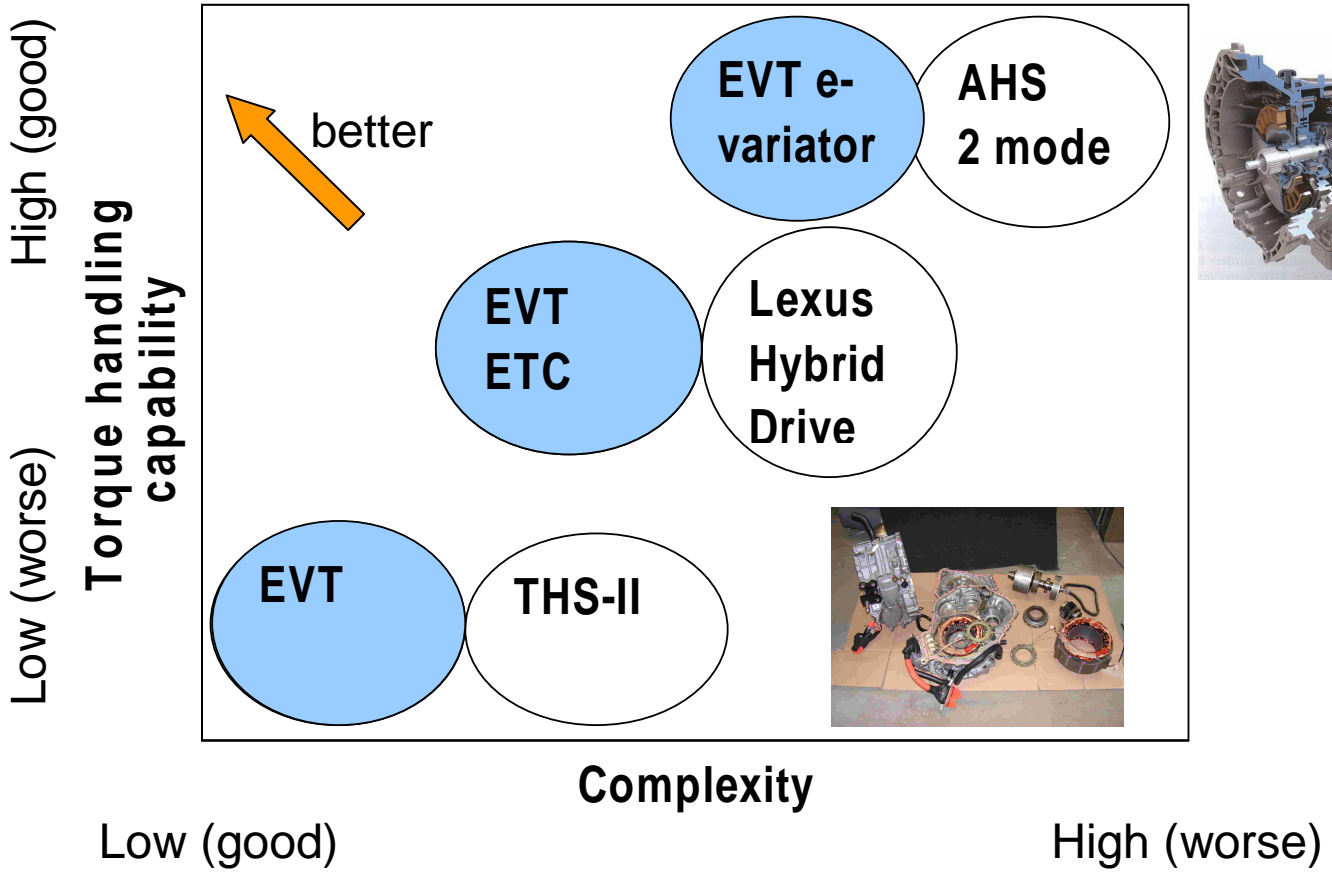 High (good)
Low (worse)
Torque handling
capability
better
EVT e-
variator
AHS
2 mode
EVT
ETC
Lexus
Hybrid
Drive
EVT
THS-II
Complexity
Low (good)
High (worse)